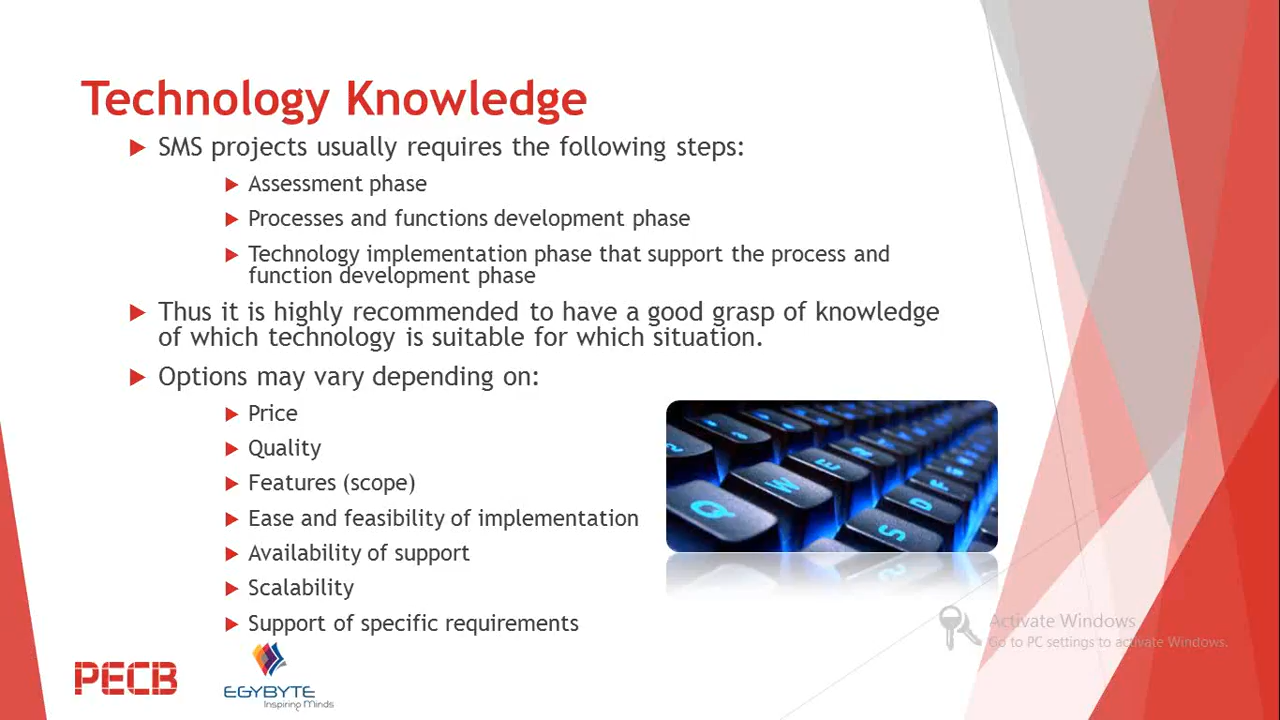 Technology Knowledge
SMS projects usually requires the following steps:
Assessment phase
Processes and functions development phase
Technology implementation phase that support the process and
function development phase
Thus it is highly recommended to have a good grasp of knowledge
of which technology is suitable for which situation.
Options may vary depending on:
Price
Quality
Features (scope)
Ease and feasibility of implementation
Availability of support
Scalability
Support of specific requirements
Q W E
S D F
Activate Windows
Go to PC settings to activate Windows.
PECB
EGYBYTE
Inspiring Minds